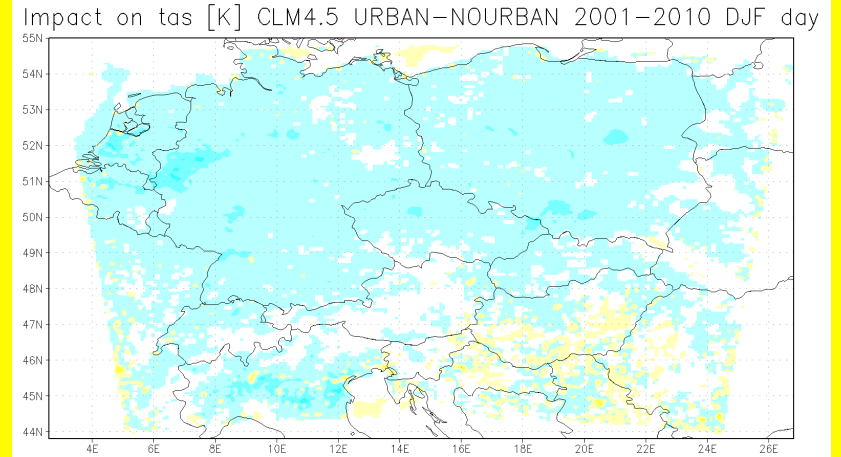 Impact on tas [K] CLM4.5 URBAN−NOURBAN 2001−2010 DJF day
55N
54N
53N
52N
51N
50N
49N
48N
47N
46N
45N
44N
4E 6E 8E 10E 12E 14E 16E 18E 20E 22E 24E 26E